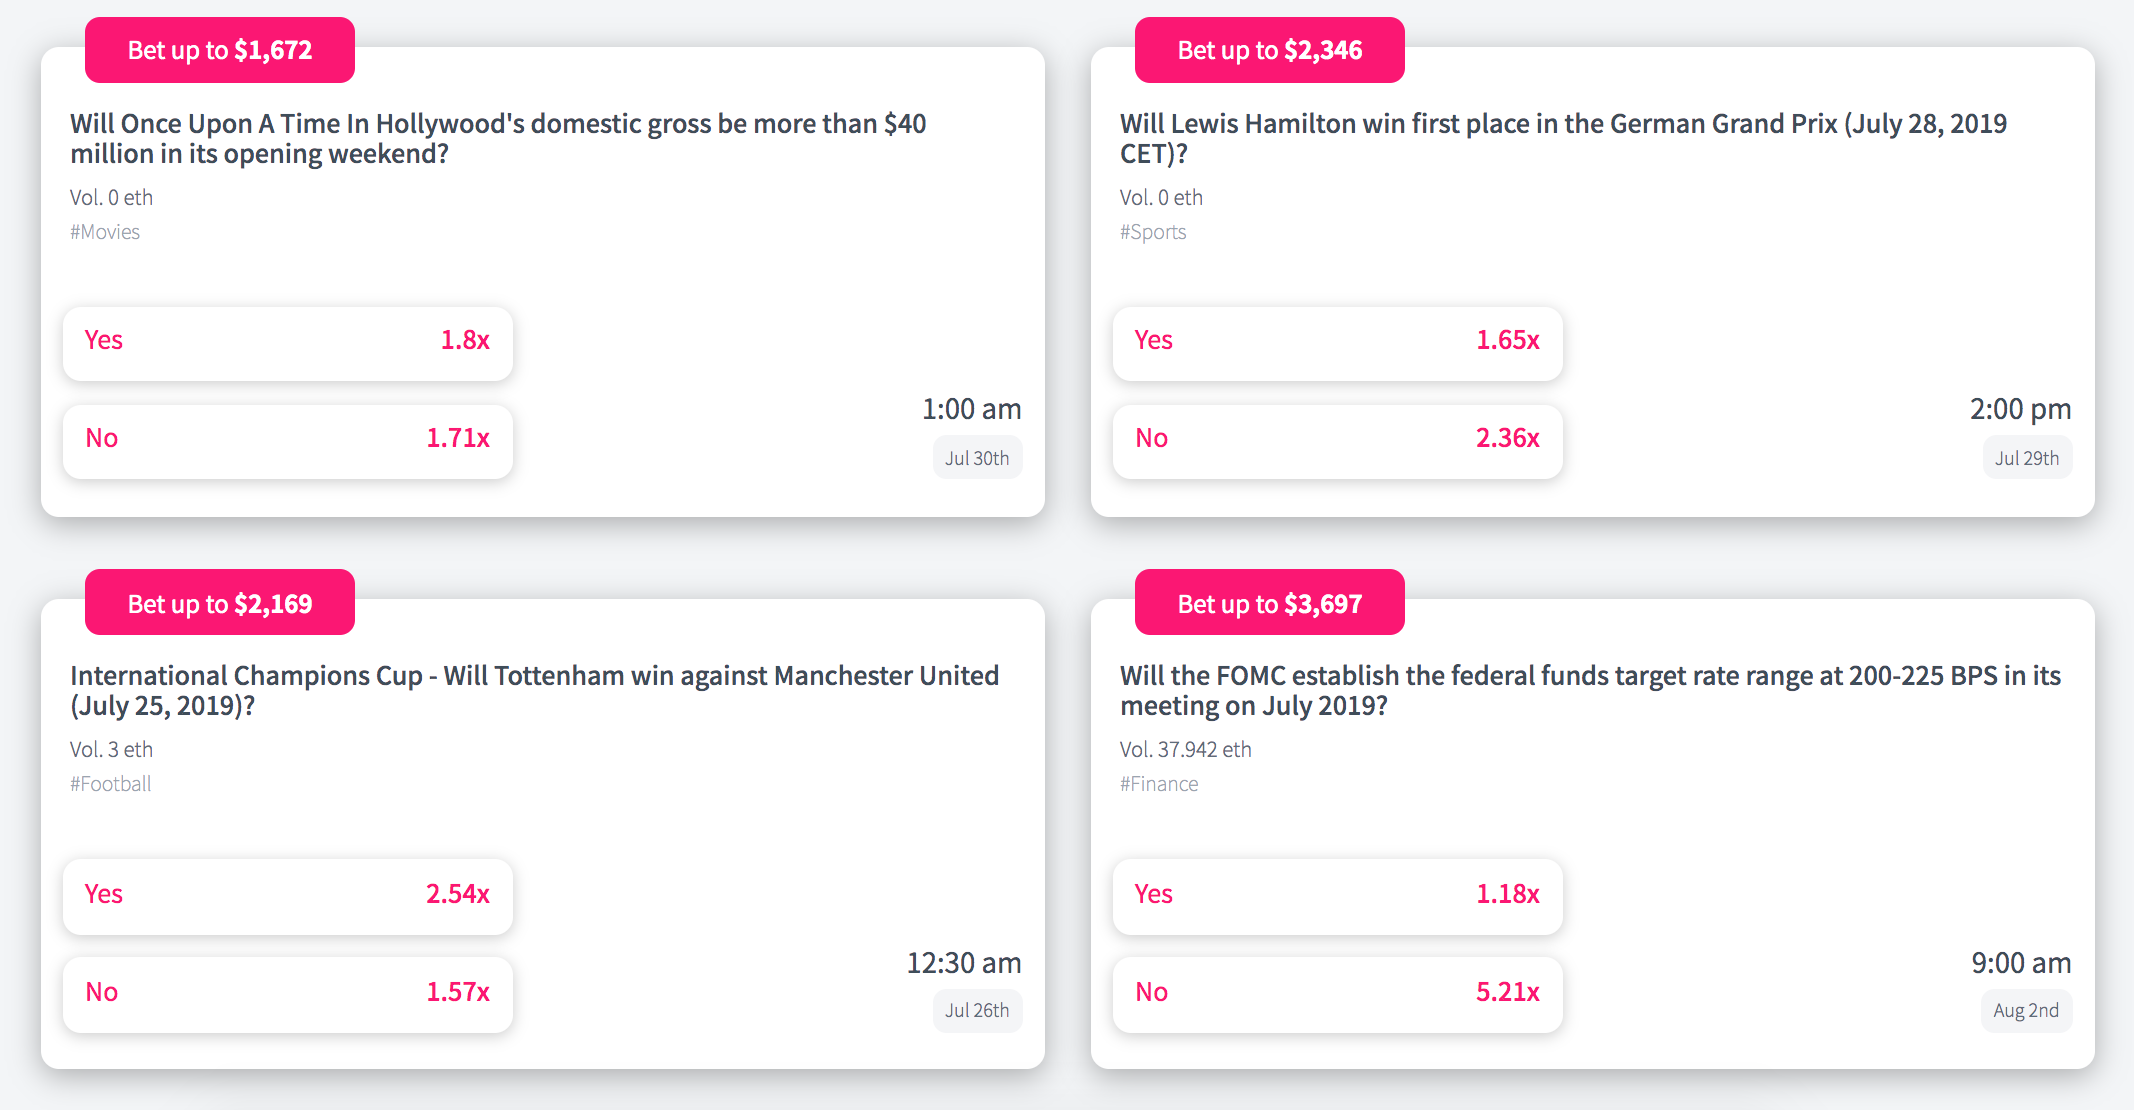 Bet up to $1,672
Will Once Upon A Time In Hollywood's domestic gross be more than $40
million in its opening weekend?
Vol. 0 eth
#Movies
Yes 1.8x
No 1.71x
1:00 am
Jul 30th
Bet up to $2,346
Will Lewis Hamilton win first place in the German Grand Prix (July 28, 2019
CET)?
Vol. 0 eth
#Sports
Yes 1.65x
No 2.36x
2:00 pm
Jul 29th
Bet up to $2,169
International Champions Cup - Will Tottenham win against Manchester United
(July 25, 2019)?
Vol. 3 eth
#Football
Yes 2.54x
No 1.57x
12:30 am
Jul 26th
Bet up to $3,697
Will the FOMC establish the federal funds target rate range at 200-225 BPS in its
meeting on July 2019?
Vol. 37.942 eth
#Finance
Yes 1.18x
No 5.21x
9:00 am
Aug 2nd